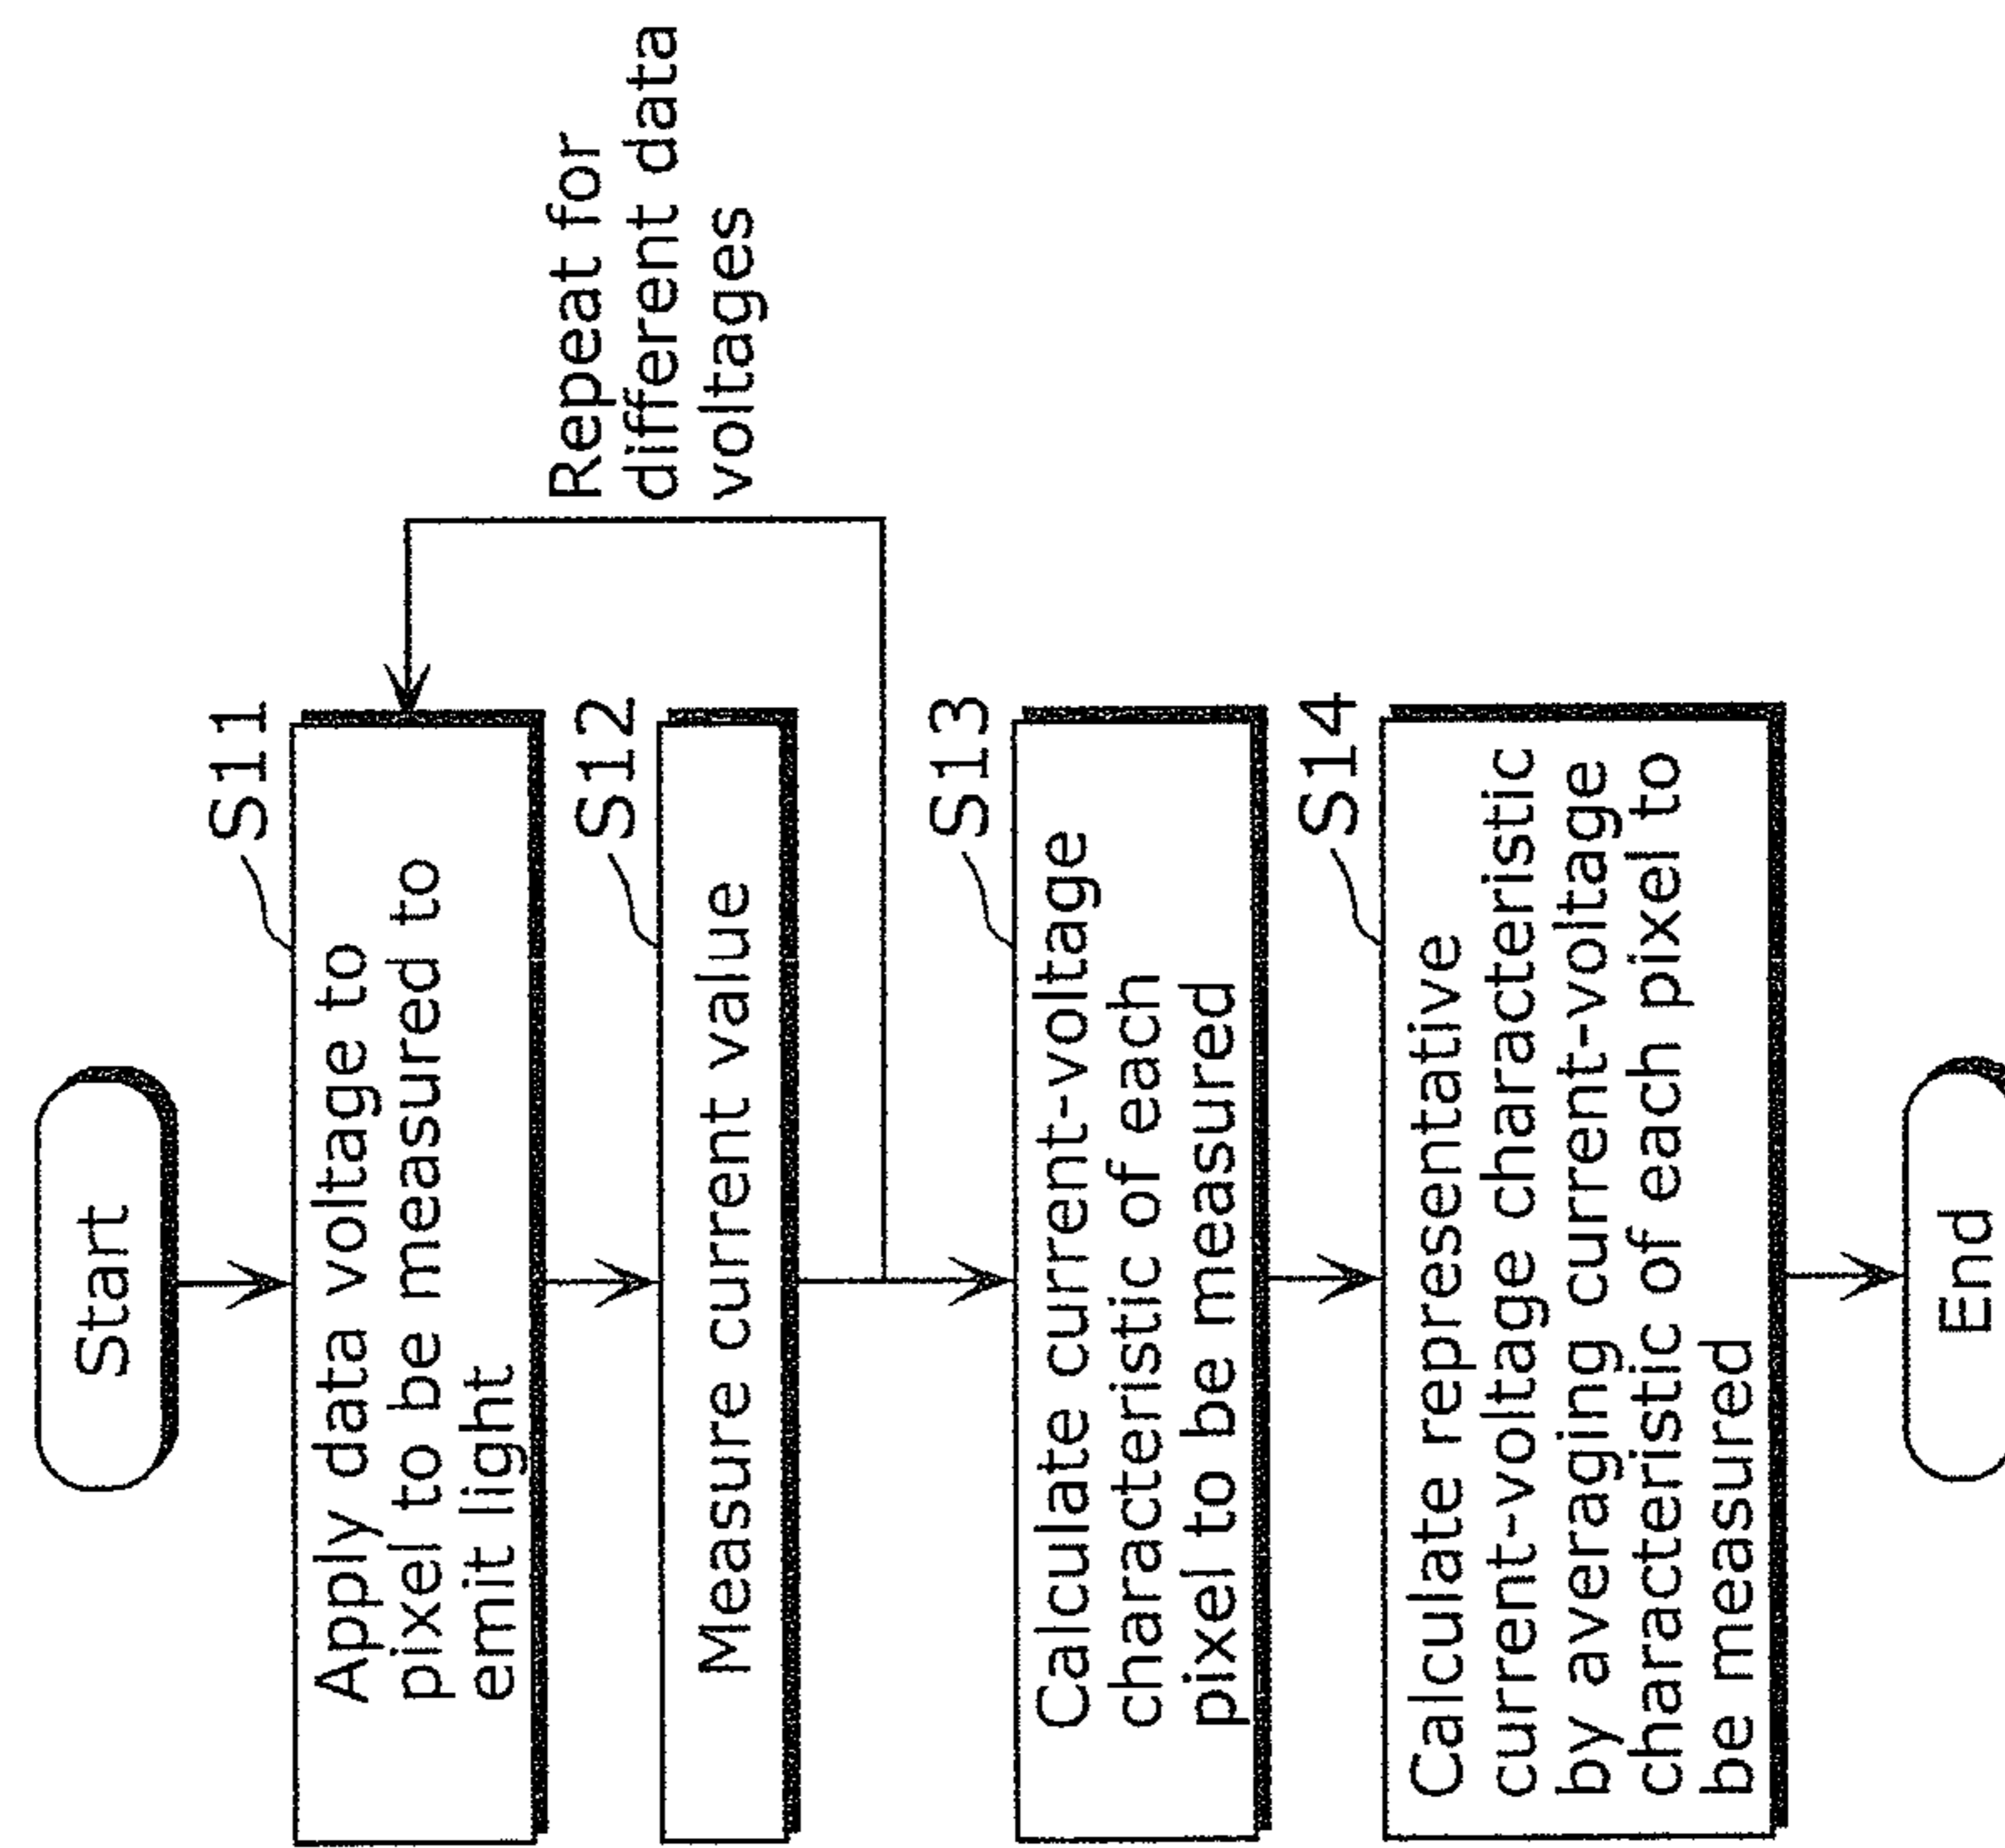 Start
S11
Apply data voltage to
pixel to be measured to
emit light
Repeat for
different data
voltages
S12
Measure current value
S13
Calculate current-voltage
characteristic of each
pixel to be measured
S14
Calculate representative
current-voltage characteristic
by averaging current-voltage
characteristic of each pixel to
be measured
End